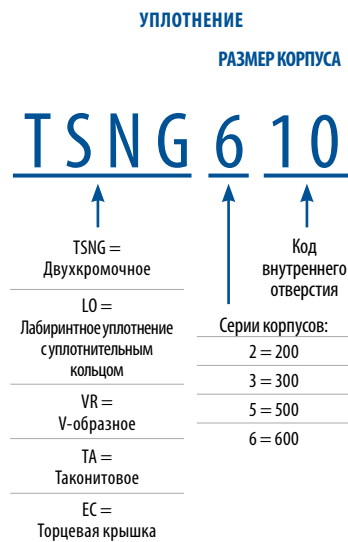 УПЛОТНЕНИЕ
РАЗМЕР КОРПУСА
TSNG 6 10
TSNG =
Двухкромочное
LO =
Лабиринтное уплотнение
с уплотнительным
кольцом
VR =
V-образное
TA =
Таконитовое
EC =
Торцевая крышка
Код
внутреннего
отверстия
Серии корпусов:
2 = 200
3 = 300
5 = 500
6 = 600